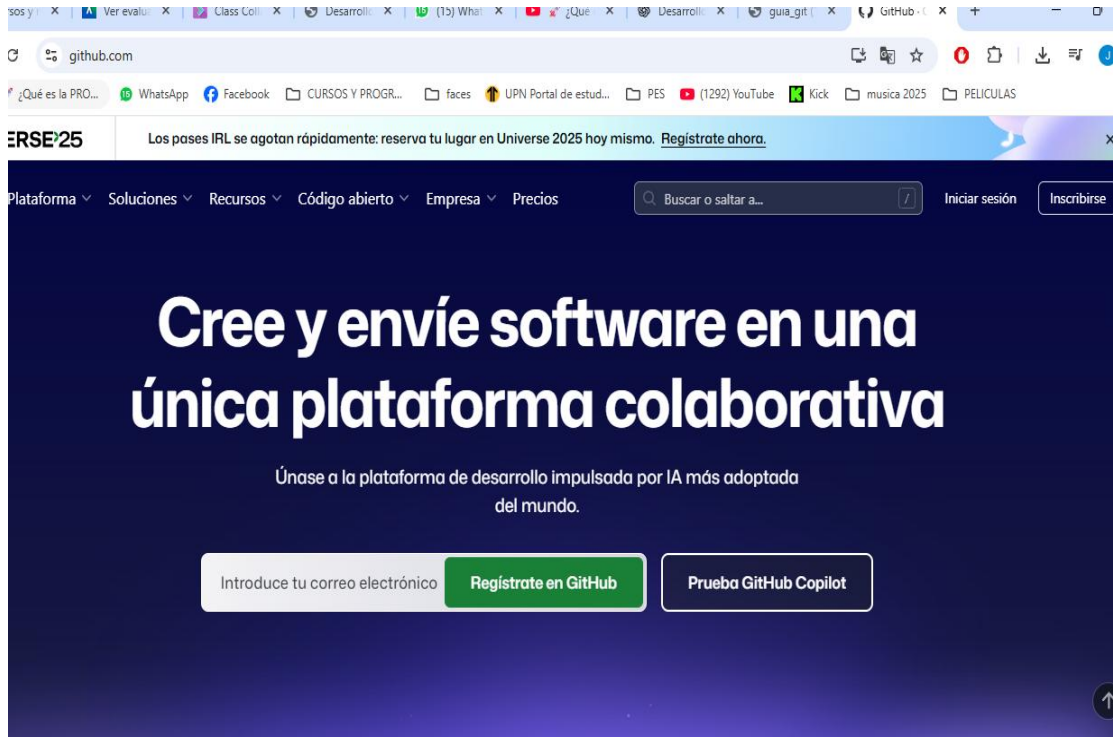 Ver evalua
Class Coll
Desarrollo
(15) What
¿Qué
Desarrollo
guia_git (
GitHub · C
github.com
¿Qué es la PRO...
WhatsApp
Facebook
CURSOS Y PROGR...
faces
UPN Portal de estud...
PES
(1292) YouTube
Kick
musica 2025
PELICULAS
ERSE'25
Los pases IRL se agotan rápidamente: reserva tu lugar en Universe 2025 hoy mismo. Regístrate ahora.
Plataforma
Soluciones
Recursos
Código abierto
Empresa
Precios
Buscar o saltar a...
/
Iniciar sesión
Inscribirse
Cree y envíe software en una
única plataforma colaborativa
Únase a la plataforma de desarrollo impulsada por IA más adoptada
del mundo.
Introduce tu correo electrónico
Regístrate en GitHub
Prueba GitHub Copilot